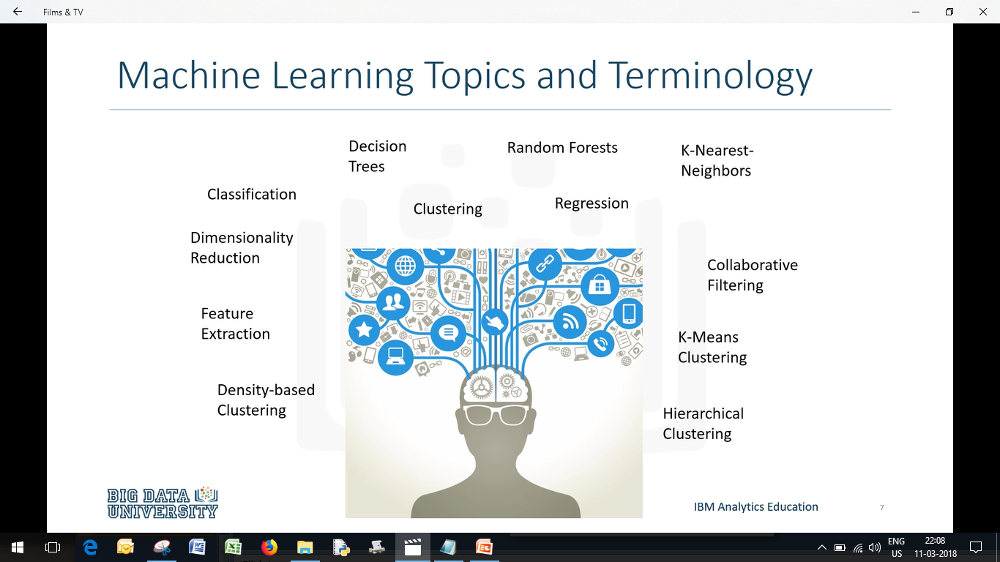 Films & TV
Machine Learning Topics and Terminology
Decision
Trees
Random Forests
K-Nearest-
Neighbors
Classification
Clustering
Regression
Dimensionality
Reduction
Collaborative
Filtering
Feature
Extraction
K-Means
Clustering
Density-based
Clustering
Hierarchical
Clustering
BIG DATA
UNIVERSITY
IBM Analytics Education
7
ENG
US
22:08
11-03-2018